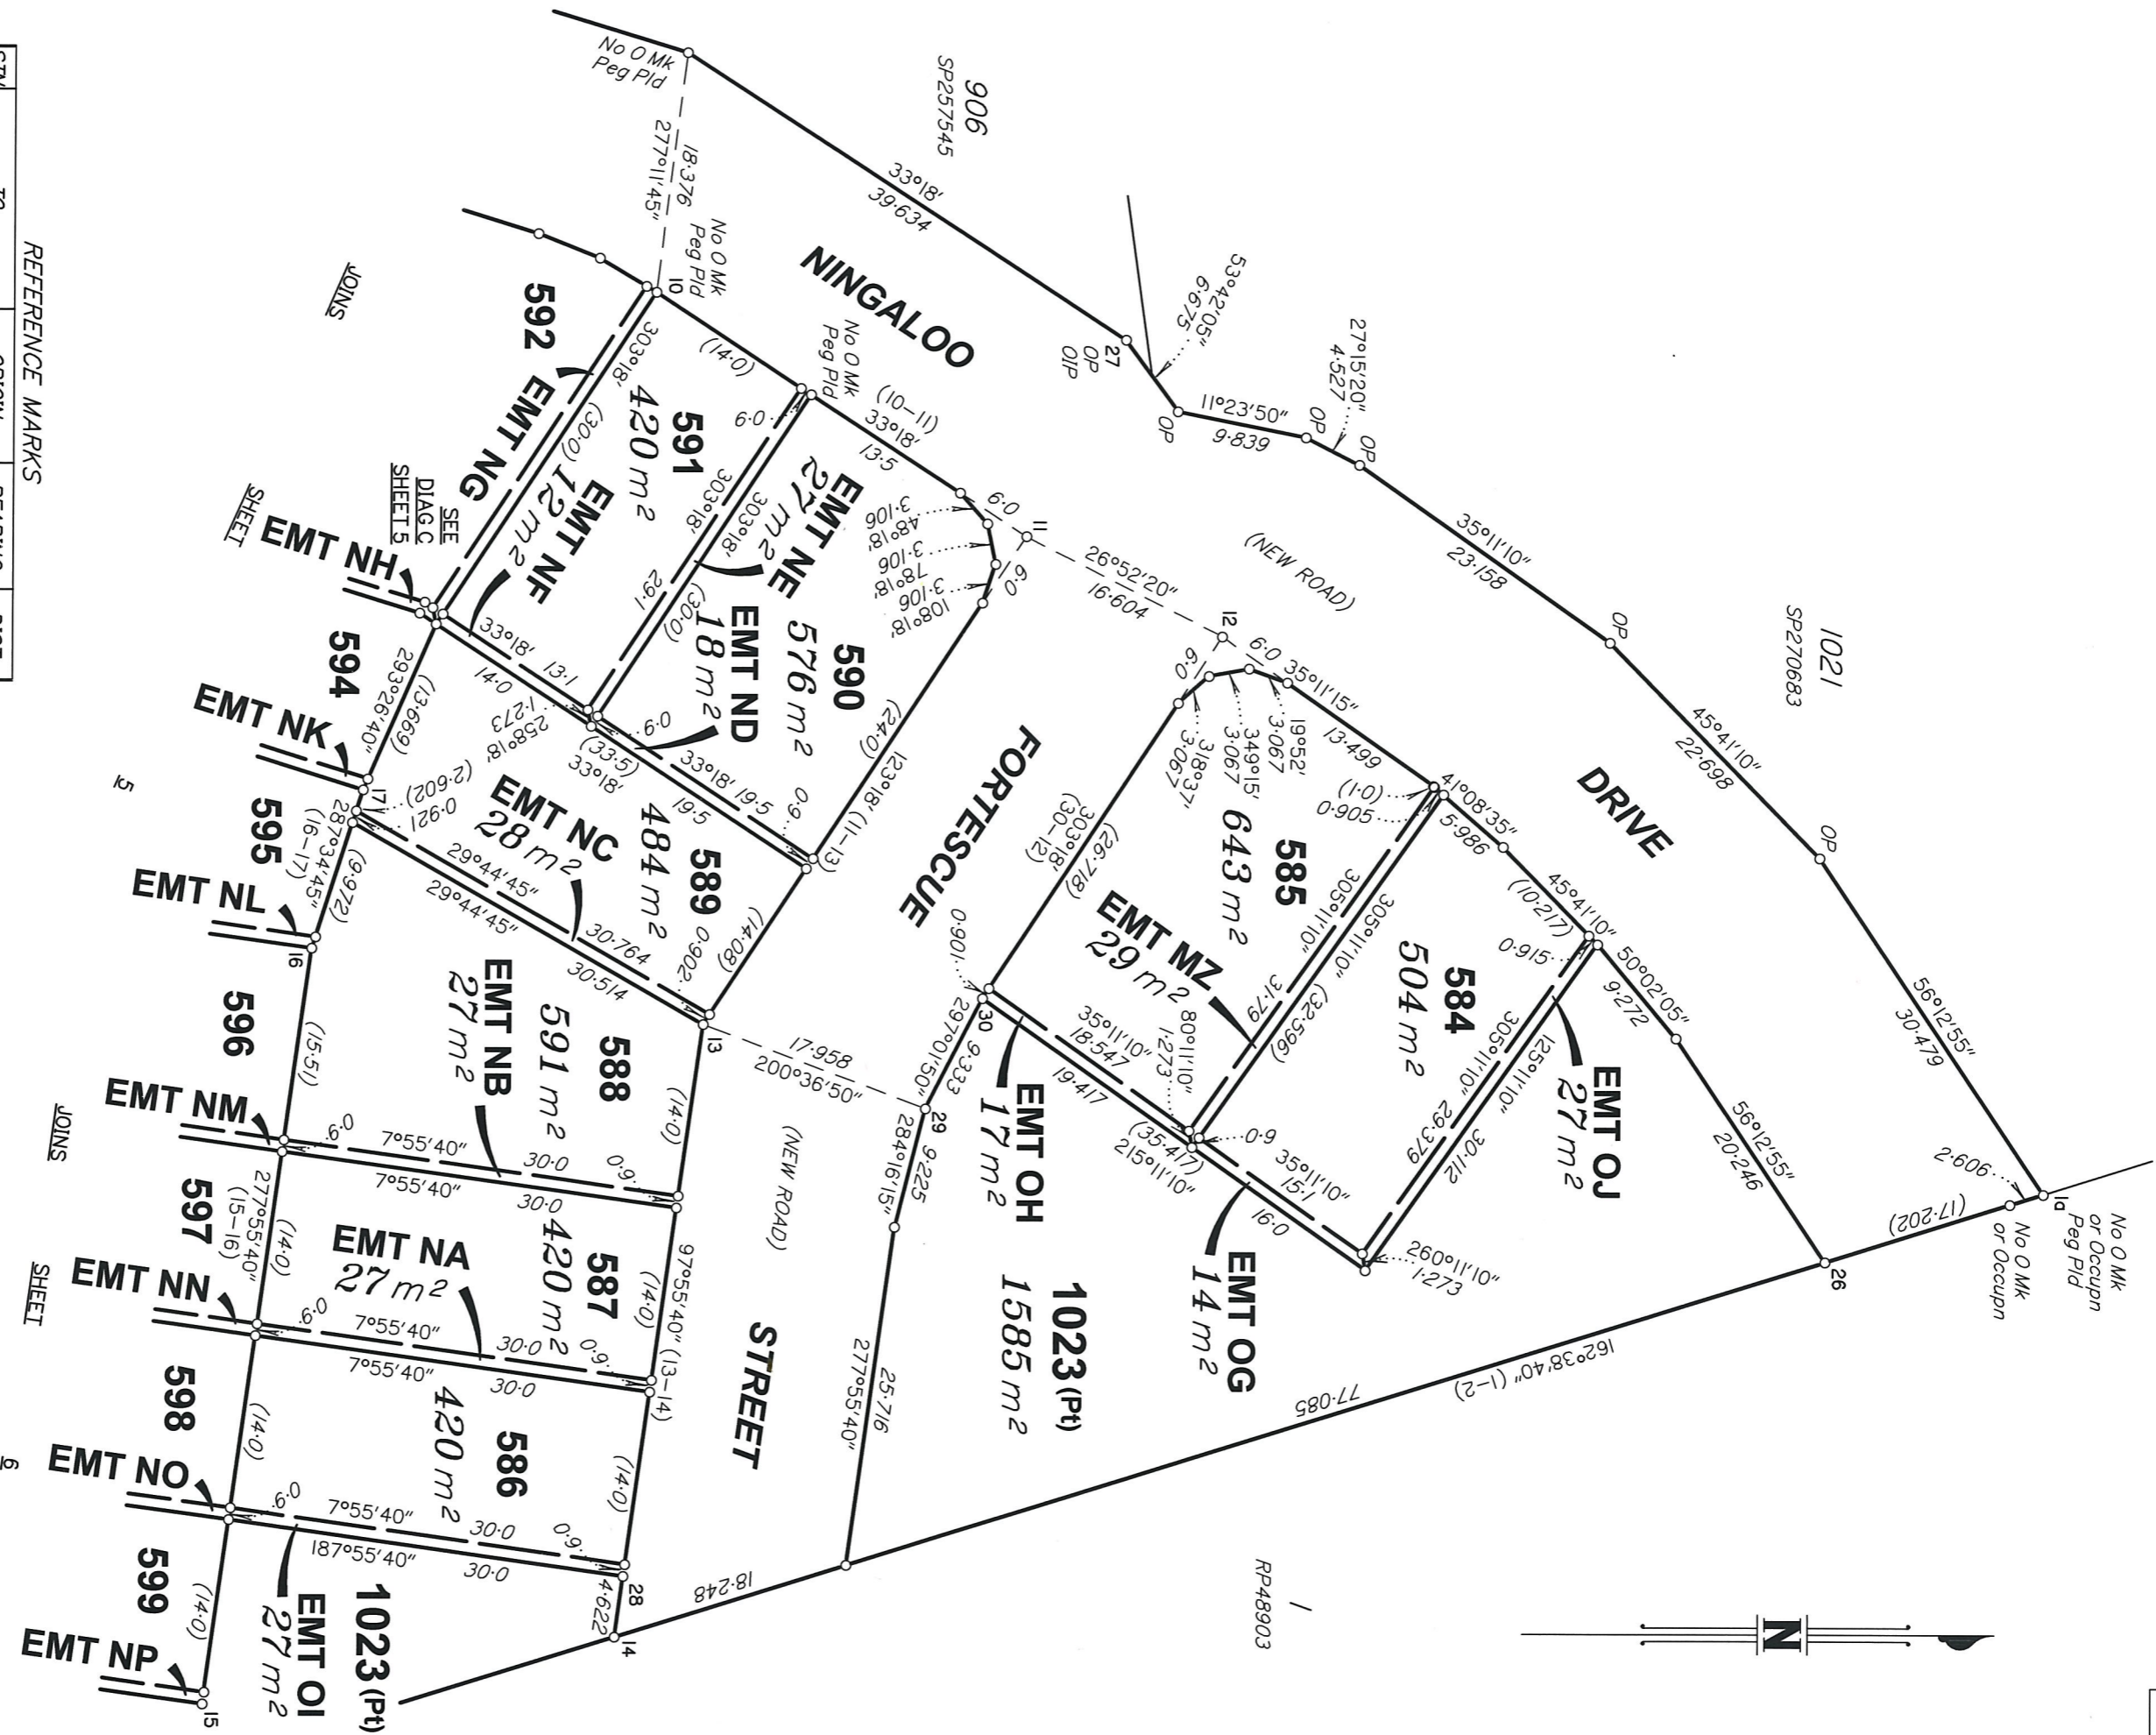 906
SP257545
No O Mk
Peg Pld
18·376
277°11'45"
33°18'
39·634
53°42'05"
6·675
27
OP
OIP
OP
11°23'50"
9·839
27°15'20"
4·527
OP
OP
35°11'10"
23·158
OP
1021
SP270683
45°41'10"
22·698
OP
56°12'55"
30·479
1a
No O Mk
or Occupn
Peg Pld
2·606
No O Mk
or Occupn
(17·202)
26
162°38'40" (1-2)
77·085
NINGALOO
(NEW ROAD)
DRIVE
No O Mk
Peg Pld
10
(14·0)
No O Mk
Peg Pld
(10-11)
33°18'
13·5
6·0
11
6·0
48°18'
3·106
78°18'
3·106
108°18'
3·106
26°52'20"
16·604
12
6·0
6·0
35°11'15"
13·499
19°52'
3·067
349°15'
3·067
318°37'
3·067
(1·0)
0·905
41°08'35"
5·986
45°41'10"
(10·217)
0·915
50°02'05"
9·272
56°12'55"
20·246
JOINS
592
EMT NG
303°18'
(30·0)
591
420 m²
EMT NF
12 m²
0·9
303°18'
29·1
303°18'
(30·0)
EMT NE
27 m²
590
576 m²
EMT ND
18 m²
33°18'
13·1
14·0
258°18'
1·273
0·9
(33·5)
33°18'
33°18'
19·5
19·5
0·9
(24·0)
123°18' (11-13)
SEE
DIAG C
SHEET 5
SHEET
EMT NH
594
293°26'40"
(13·669)
EMT NK
17
(2·602)
0·921
5
595
287°34'45"
(16-17)
(9·972)
EMT NL
16
EMT NC
28 m²
589
484 m²
29°44'45"
30·764
29°44'45"
30·514
0·902
(14·08)
13
FORTESCUE
303°18'
(30-12)
(26·718)
585
643 m²
EMT MZ
29 m²
305°11'10"
31·79
305°11'10"
(32·596)
584
504 m²
305°11'10"
29·379
125°11'10"
30·112
EMT OJ
27 m²
0·901
30
297°01'50"
9·333
35°11'10"
18·547
19·417
80°11'10"
1·273
0·9
(35·417)
215°11'10"
35°11'10"
15·1
16·0
260°11'10"
1·273
EMT OH
17 m²
EMT OG
14 m²
1023 (Pt)
1585 m²
17·958
200°36'50"
29
284°16'15"
9·225
277°55'40"
25·716
(NEW ROAD)
STREET
596
(15·51)
EMT NB
27 m²
588
591 m²
(14·0)
0·9
7°55'40"
30·0
7°55'40"
30·0
0·9
EMT NM
JOINS
597
277°55'40"
(15-16)
(14·0)
EMT NA
27 m²
587
420 m²
97°55'40" (13-14)
(14·0)
0·9
7°55'40"
30·0
7°55'40"
30·0
0·9
EMT NN
SHEET
598
(14·0)
586
420 m²
(14·0)
0·9
7°55'40"
30·0
187°55'40"
30·0
0·9
EMT NO
6
599
(14·0)
EMT OI
27 m²
1023 (Pt)
28
4·622
14
18·248
EMT NP
15
1
RP48903
N
REFERENCE MARKS